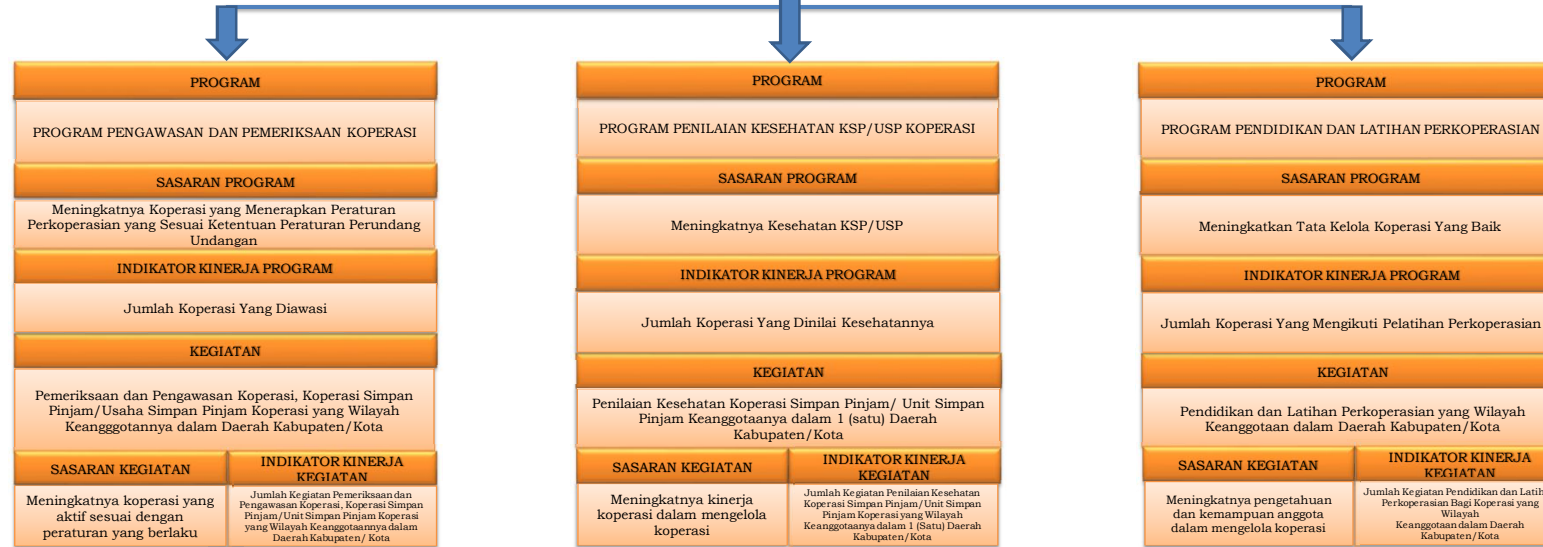 PROGRAM
PROGRAM PENGAWASAN DAN PEMERIKSAAN KOPERASI
SASARAN PROGRAM
Meningkatnya Koperasi yang Menerapkan Peraturan
Perkoperasian yang Sesuai Ketentuan Peraturan Perundang
Undangan
INDIKATOR KINERJA PROGRAM
Jumlah Koperasi Yang Diawasi
KEGIATAN
Pemeriksaan dan Pengawasan Koperasi, Koperasi Simpan
Pinjam/Usaha Simpan Pinjam Koperasi yang Wilayah
Keangggotannya dalam Daerah Kabupaten/Kota
SASARAN KEGIATAN
INDIKATOR KINERJA
KEGIATAN
Meningkatnya koperasi yang
aktif sesuai dengan
peraturan yang berlaku
Jumlah Kegiatan Pemeriksaan dan
Pengawasan Koperasi, Koperasi Simpan
Pinjam/Unit Simpan Pinjam Koperasi
yang Wilayah Keanggotaannya dalam
Daerah Kabupaten/ Kota
PROGRAM
PROGRAM PENILAIAN KESEHATAN KSP/USP KOPERASI
SASARAN PROGRAM
Meningkatnya Kesehatan KSP/USP
INDIKATOR KINERJA PROGRAM
Jumlah Koperasi Yang Dinilai Kesehatannya
KEGIATAN
Penilaian Kesehatan Koperasi Simpan Pinjam/ Unit Simpan
Pinjam Keanggotaanya dalam 1 (satu) Daerah
Kabupaten/Kota
SASARAN KEGIATAN
INDIKATOR KINERJA
KEGIATAN
Meningkatnya kinerja
koperasi dalam mengelola
koperasi
Jumlah Kegiatan Penilaian Kesehatan
Koperasi Simpan Pinjam/Unit Simpan
Pinjam Koperasi yang Wilayah
Keanggotaanya dalam 1 (Satu) Daerah
Kabupaten/Kota
PROGRAM
PROGRAM PENDIDIKAN DAN LATIHAN PERKOPERASIAN
SASARAN PROGRAM
Meningkatkan Tata Kelola Koperasi Yang Baik
INDIKATOR KINERJA PROGRAM
Jumlah Koperasi Yang Mengikuti Pelatihan Perkoperasian
KEGIATAN
Pendidikan dan Latihan Perkoperasian yang Wilayah
Keanggotaan dalam Daerah Kabupaten/Kota
SASARAN KEGIATAN
INDIKATOR KINERJA
KEGIATAN
Meningkatnya pengetahuan
dan kemampuan anggota
dalam mengelola koperasi
Jumlah Kegiatan Pendidikan dan Latih
Perkoperasian Bagi Koperasi yang
Wilayah
Keanggotaan dalam Daerah
Kabupaten/Kota